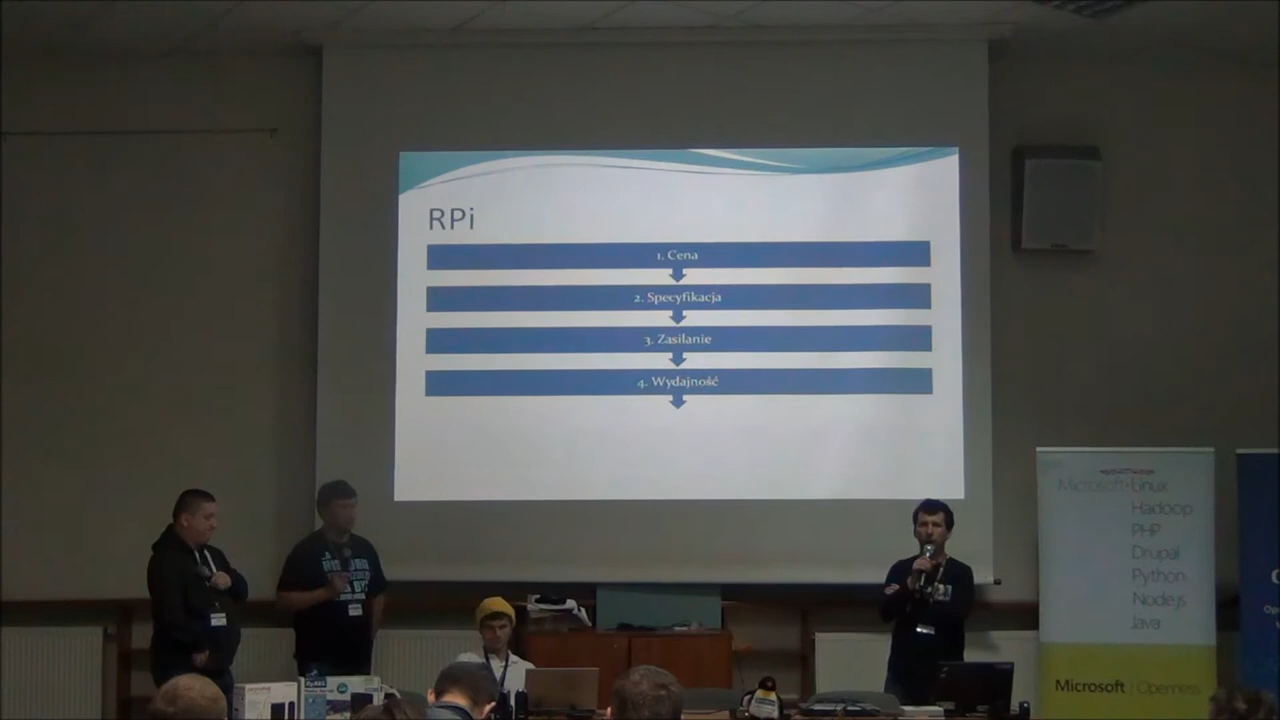 RPi
1. Cena
2. Specyfikacja
3. Zasilanie
4. Wydajność
Microsoft+Linux
Hadoop
PHP
Drupal
Python
Node.js
Java
Microsoft / Openness
ZyXEL